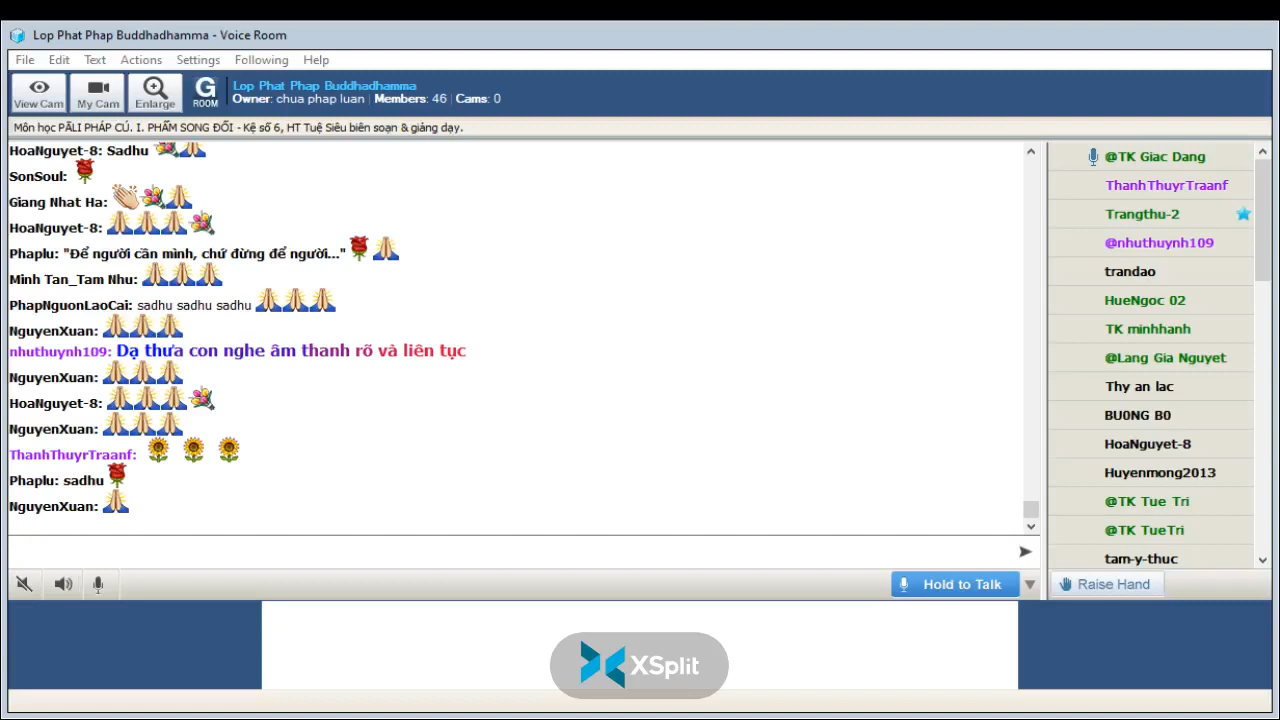 Lop Phat Phap Buddhadhamma - Voice Room
File Edit Text Actions Settings Following Help
View Cam My Cam Enlarge G ROOM
Lop Phat Phap Buddhadhamma
Owner: chua phap luan | Members: 46 | Cams: 0
Môn học PÃLI PHÁP CÚ. I. PHẨM SONG ĐỐI - Kệ số 6, HT Tuệ Siêu biên soạn & giảng dạy.
HoaNguyet-8: Sadhu
SonSoul:
Giang Nhat Ha:
HoaNguyet-8:
Phaplu: "Để người cần mình, chứ đừng để người..."
Minh Tan_Tam Nhu:
PhapNguonLaoCai: sadhu sadhu sadhu
NguyenXuan:
nhuthuynh109: Dạ thưa con nghe âm thanh rõ và liên tục
NguyenXuan:
HoaNguyet-8:
NguyenXuan:
ThanhThuyrTraanf:
Phaplu: sadhu
NguyenXuan:
@TK Giac Dang
ThanhThuyrTraanf
Trangthu-2
@nhuthuynh109
trandao
HueNgoc 02
TK minhhanh
@Lang Gia Nguyet
Thy an lac
BU0NG B0
HoaNguyet-8
Huyenmong2013
@TK Tue Tri
@TK TueTri
tam-y-thuc
Hold to Talk
Raise Hand
XSplit